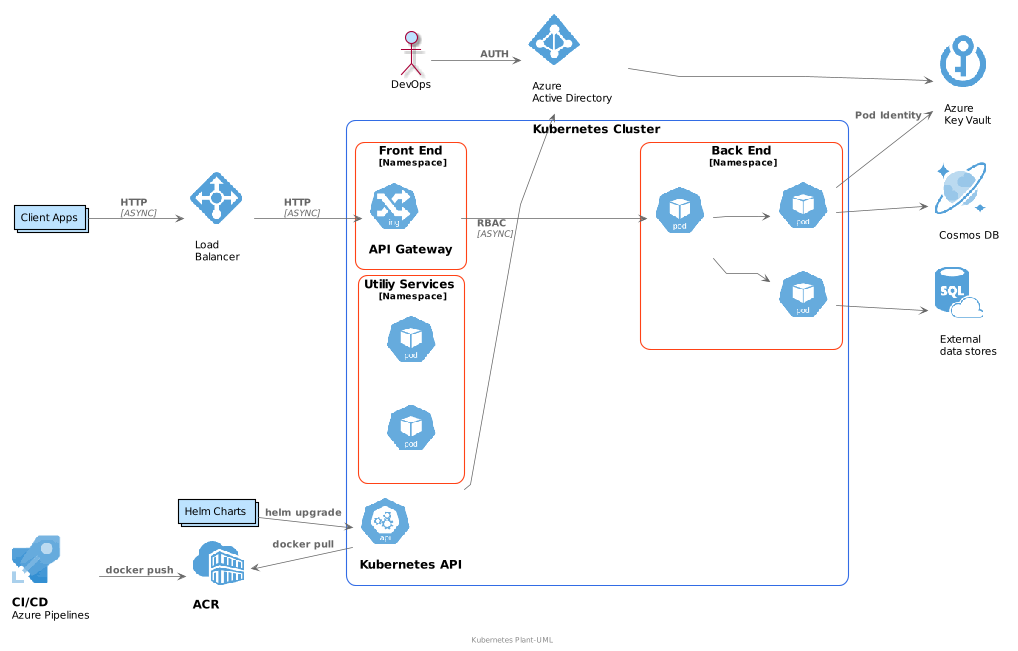 DevOps
AUTH
Azure
Active Directory
Azure
Key Vault
Pod Identity
Kubernetes Cluster
Front End
[Namespace]
ing
API Gateway
Back End
[Namespace]
pod
pod
pod
Client Apps
HTTP
[ASYNC]
Load
Balancer
HTTP
[ASYNC]
RBAC
[ASYNC]
Cosmos DB
SQL
External
data stores
Utiliy Services
[Namespace]
pod
pod
Helm Charts
helm upgrade
api
Kubernetes API
docker pull
docker push
CI/CD
Azure Pipelines
ACR
Kubernetes Plant-UML